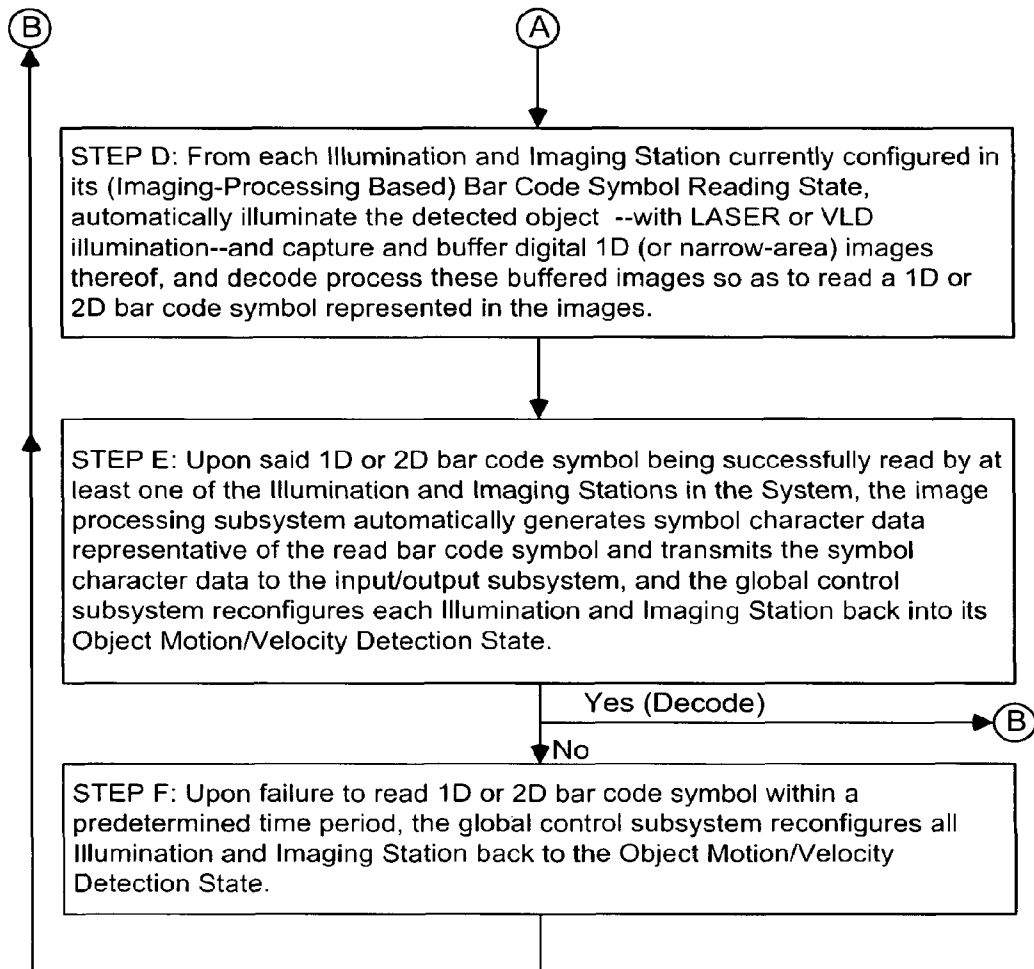 B
A
STEP D: From each Illumination and Imaging Station currently configured in
its (Imaging-Processing Based) Bar Code Symbol Reading State,
automatically illuminate the detected object --with LASER or VLD
illumination--and capture and buffer digital 1D (or narrow-area) images
thereof, and decode process these buffered images so as to read a 1D or
2D bar code symbol represented in the images.
STEP E: Upon said 1D or 2D bar code symbol being successfully read by at
least one of the Illumination and Imaging Stations in the System, the image
processing subsystem automatically generates symbol character data
representative of the read bar code symbol and transmits the symbol
character data to the input/output subsystem, and the global control
subsystem reconfigures each Illumination and Imaging Station back into its
Object Motion/Velocity Detection State.
Yes (Decode)
B
No
STEP F: Upon failure to read 1D or 2D bar code symbol within a
predetermined time period, the global control subsystem reconfigures all
Illumination and Imaging Station back to the Object Motion/Velocity
Detection State.